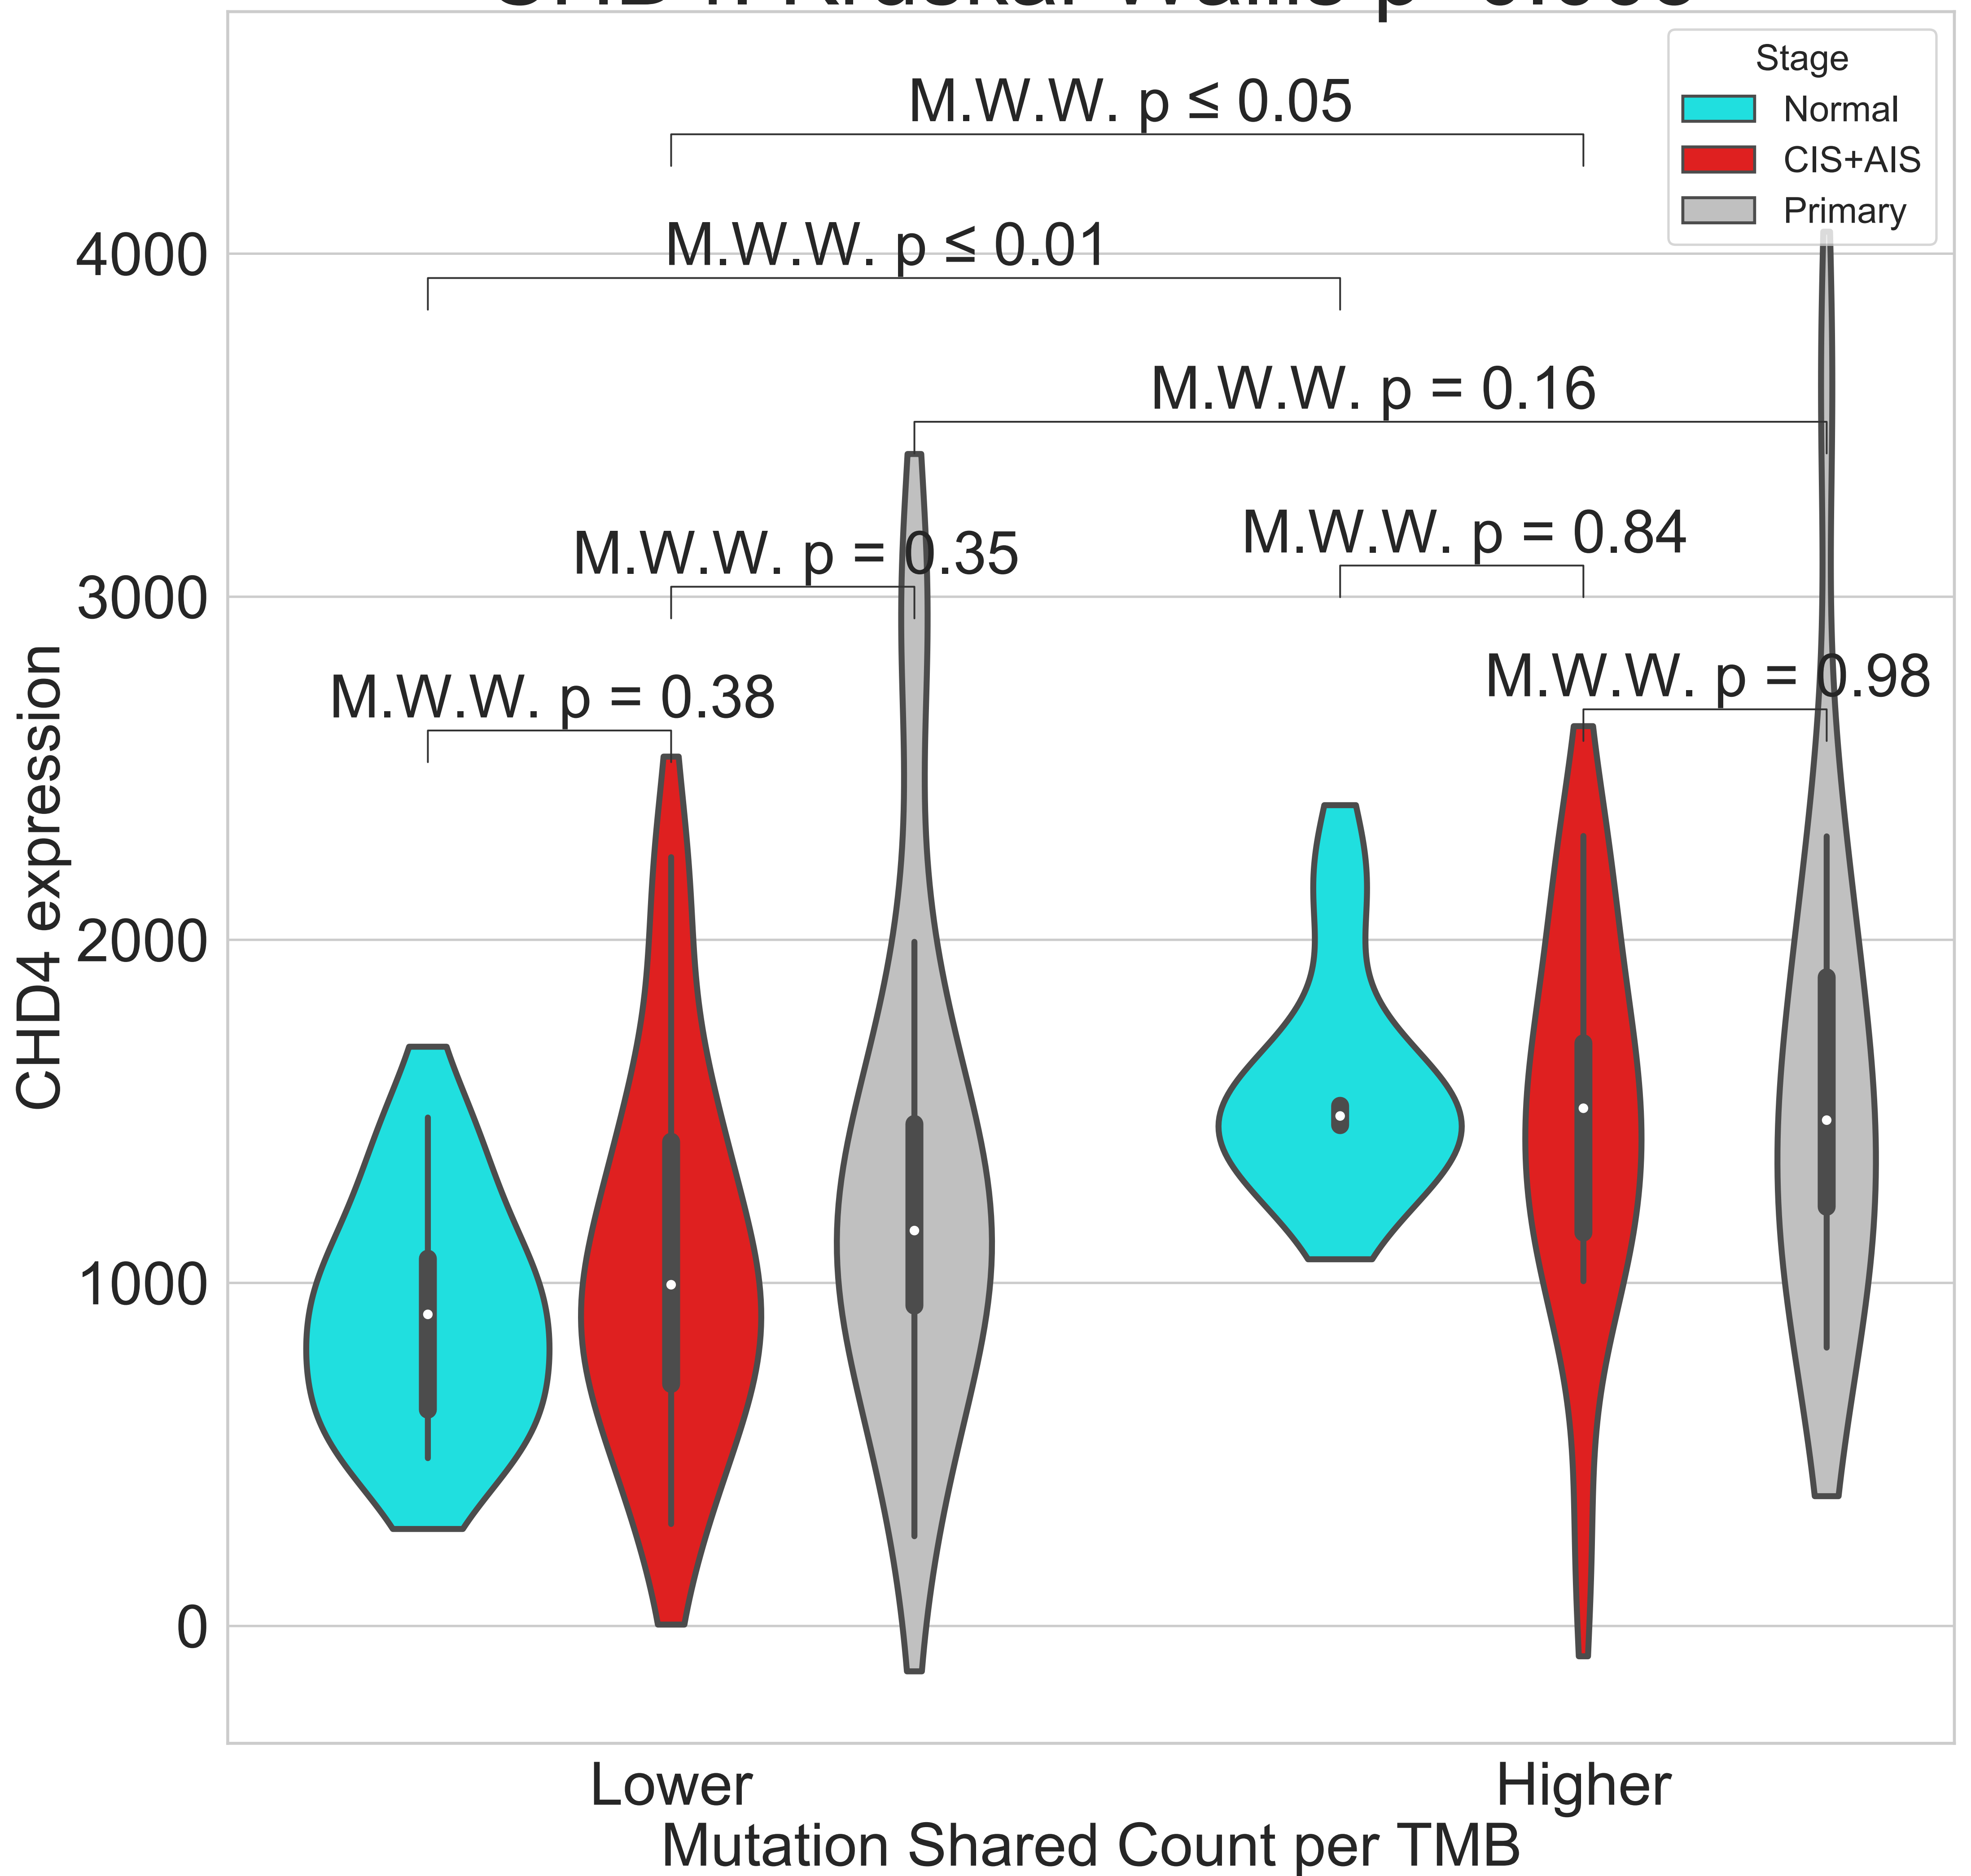 Stage
Normal
CIS+AIS
Primary
M.W.W. p ≤ 0.05
M.W.W. p ≤ 0.01
M.W.W. p = 0.16
M.W.W. p = 0.35
M.W.W. p = 0.84
M.W.W. p = 0.38
M.W.W. p = 0.98
4000
3000
2000
1000
0
CHD4 expression
Lower
Higher
Mutation Shared Count per TMB